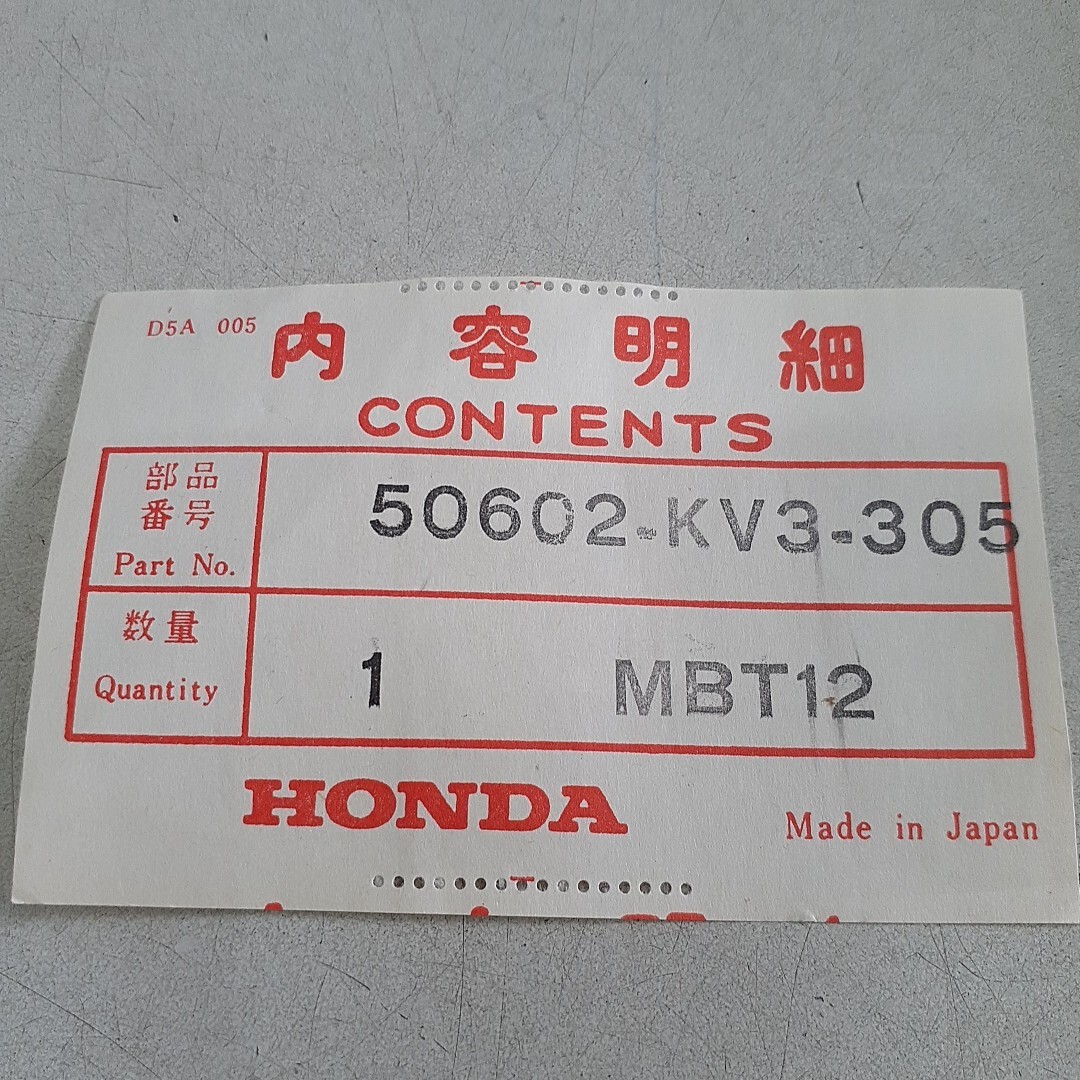 D5A 005
内容明細
CONTENTS
部品
番号
Part No.
50602-KV3-305
数量
Quantity
1 MBT12
HONDA
Made in Japan